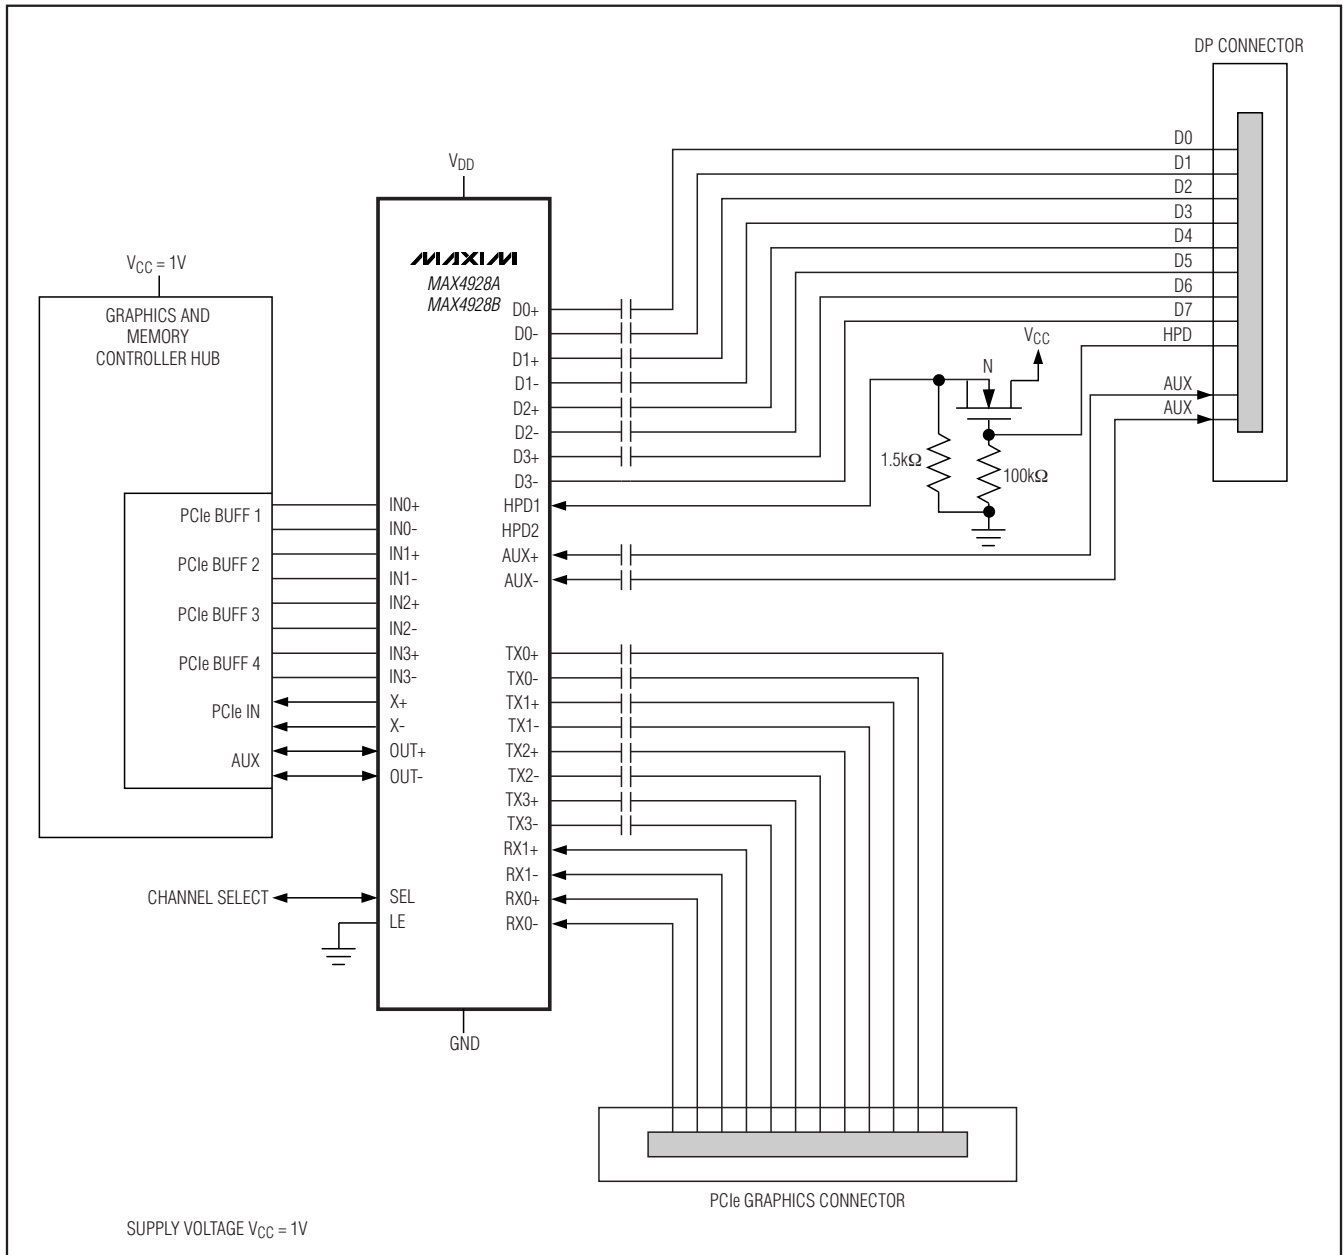 DP CONNECTOR
D0
D1
D2
D3
D4
D5
D6
D7
HPD
AUX
AUX
VCC
N
1.5kΩ
100kΩ
VDD
MAXIM
MAX4928A
MAX4928B
D0+
D0-
D1+
D1-
D2+
D2-
D3+
D3-
HPD1
HPD2
AUX+
AUX-
TX0+
TX0-
TX1+
TX1-
TX2+
TX2-
TX3+
TX3-
RX1+
RX1-
RX0+
RX0-
VCC = 1V
GRAPHICS AND
MEMORY
CONTROLLER HUB
PCIe BUFF 1
PCIe BUFF 2
PCIe BUFF 3
PCIe BUFF 4
PCIe IN
AUX
IN0+
IN0-
IN1+
IN1-
IN2+
IN2-
IN3+
IN3-
X+
X-
OUT+
OUT-
CHANNEL SELECT
SEL
LE
GND
PCIe GRAPHICS CONNECTOR
SUPPLY VOLTAGE VCC = 1V